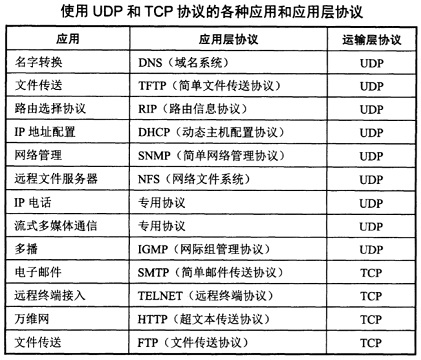 使用 UDP 和 TCP 协议的各种应用和应用层协议
应用 应用层协议 运输层协议
名字转换 DNS（域名系统） UDP
文件传送 TFTP（简单文件传送协议） UDP
路由选择协议 RIP（路由信息协议） UDP
IP 地址配置 DHCP（动态主机配置协议） UDP
网络管理 SNMP（简单网络管理协议） UDP
远程文件服务器 NFS（网络文件系统） UDP
IP 电话 专用协议 UDP
流式多媒体通信 专用协议 UDP
多播 IGMP（网际组管理协议） UDP
电子邮件 SMTP（简单邮件传送协议） TCP
远程终端接入 TELNET（远程终端协议） TCP
万维网 HTTP（超文本传送协议） TCP
文件传送 FTP（文件传送协议） TCP